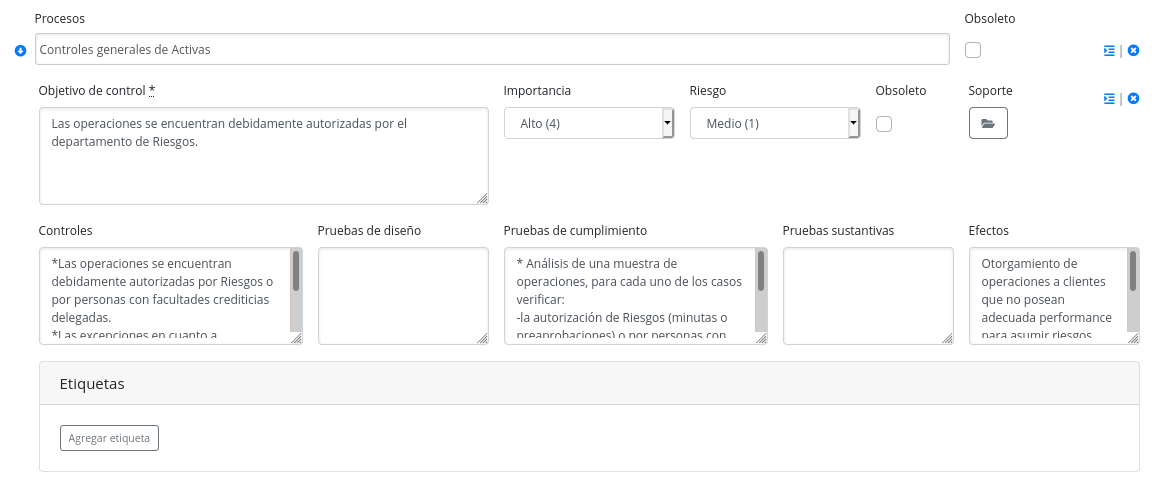 Procesos
Obsoleto
Controles generales de Activas
|
Objetivo de control *
Importancia
Riesgo
Obsoleto
Soporte
|
Las operaciones se encuentran debidamente autorizadas por el
departamento de Riesgos.
Alto (4)
Medio (1)
Controles
Pruebas de diseño
Pruebas de cumplimiento
Pruebas sustantivas
Efectos
*Las operaciones se encuentran
debidamente autorizadas por Riesgos o
por personas con facultades crediticias
delegadas.
*Las excepciones en cuanto a
* Análisis de una muestra de
operaciones, para cada uno de los casos
verificar:
-la autorización de Riesgos (minutas o
preaprobaciones) o por personas con
Otorgamiento de
operaciones a clientes
que no posean
adecuada performance
para asumir riesgos
Etiquetas
Agregar etiqueta